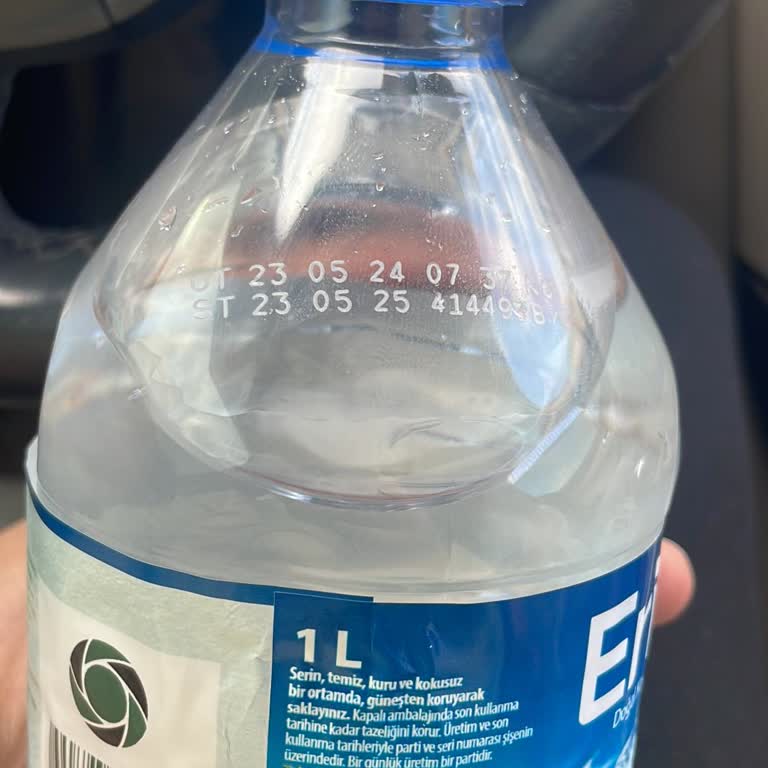 ÜT 23 05 24 07 37
ST 23 05 25
1 L
Serin, temiz, kuru ve kokusuz
bir ortamda, güneşten koruyarak
saklayınız. Kapalı ambalajında son kullanma
tarihine kadar tazeliğini korur. Üretim ve son
kullanma tarihleriyle parti ve seri numarası şişenin
üzerindedir. Bir günlük üretim bir partidir.